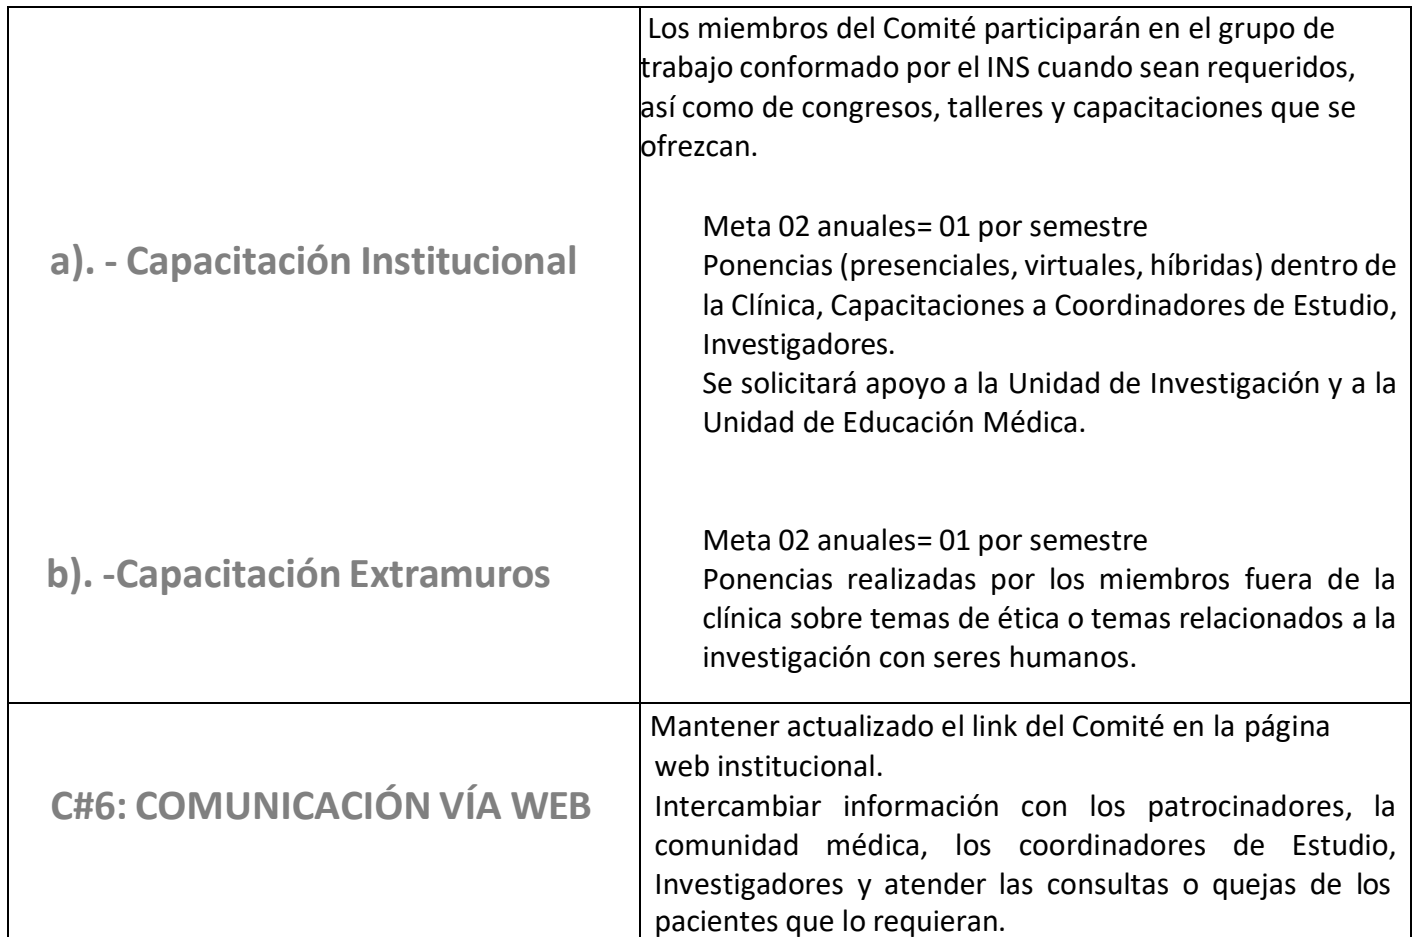 Los miembros del Comité participarán en el grupo de
trabajo conformado por el INS cuando sean requeridos,
así como de congresos, talleres y capacitaciones que se
ofrezcan.
a). - Capacitación Institucional
Meta 02 anuales= 01 por semestre
Ponencias (presenciales, virtuales, híbridas) dentro de
la Clínica, Capacitaciones a Coordinadores de Estudio,
Investigadores.
Se solicitará apoyo a la Unidad de Investigación y a la
Unidad de Educación Médica.
b). -Capacitación Extramuros
Meta 02 anuales= 01 por semestre
Ponencias realizadas por los miembros fuera de la
clínica sobre temas de ética o temas relacionados a la
investigación con seres humanos.
C#6: COMUNICACIÓN VÍA WEB
Mantener actualizado el link del Comité en la página
web institucional.
Intercambiar información con los patrocinadores, la
comunidad médica, los coordinadores de Estudio,
Investigadores y atender las consultas o quejas de los
pacientes que lo requieran.